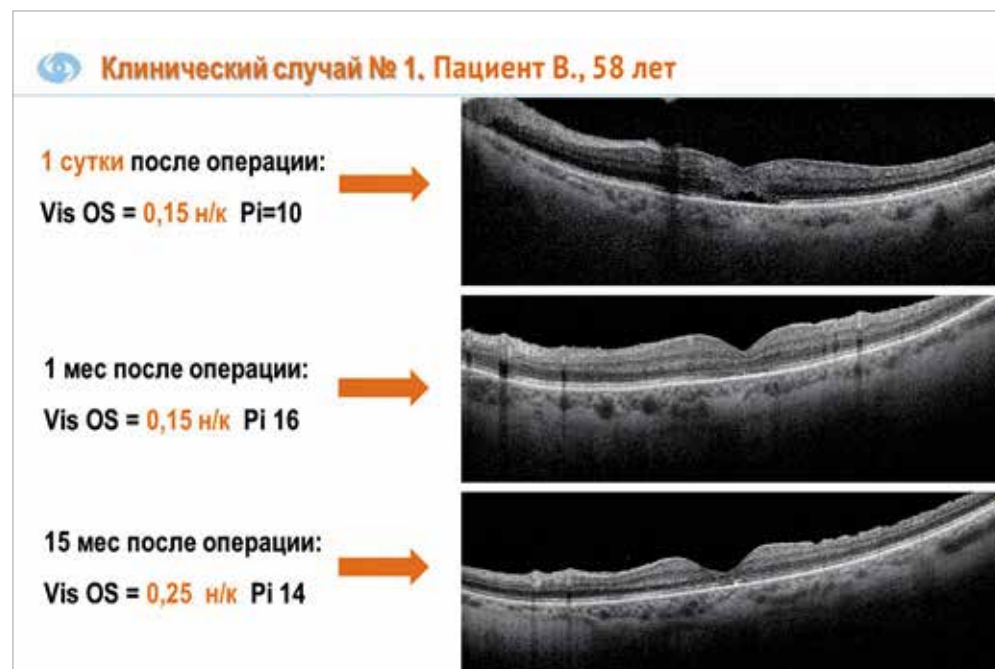 Клинический случай № 1. Пациент В., 58 лет
1 сутки после операции:
Vis OS = 0,15 н/к Pi=10
1 мес после операции:
Vis OS = 0,15 н/к Pi 16
15 мес после операции:
Vis OS = 0,25 н/к Pi 14